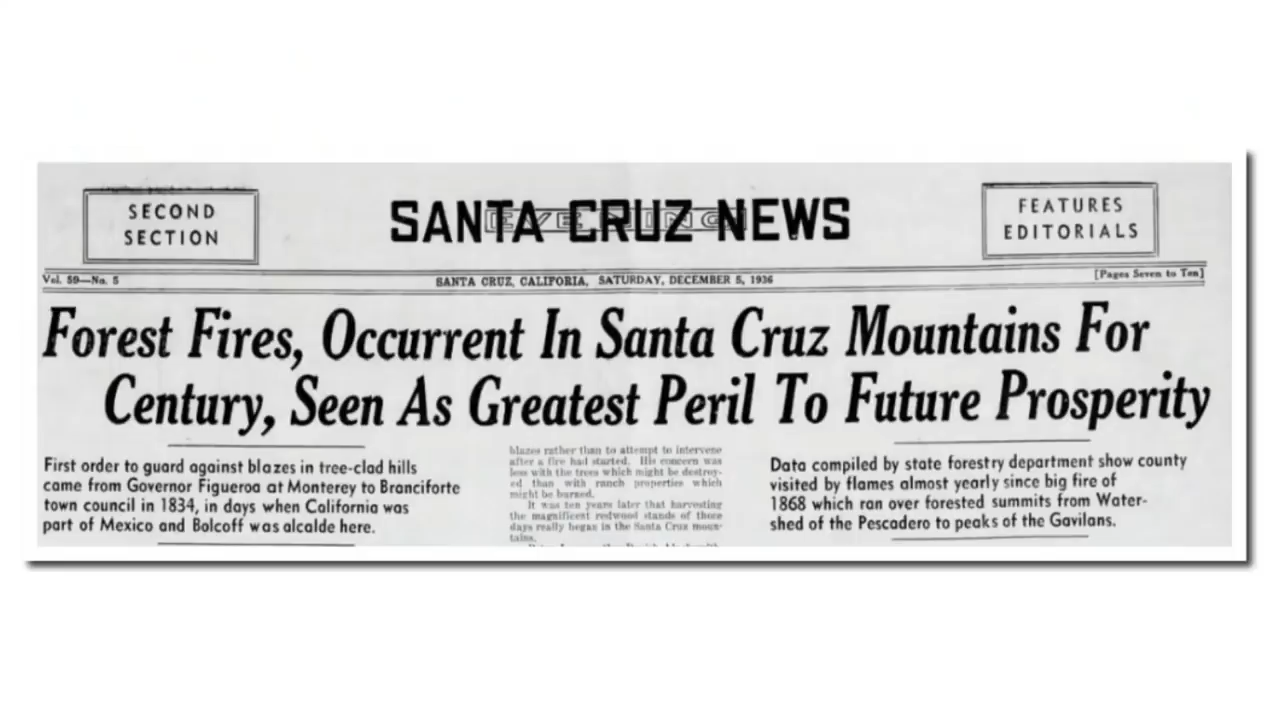 SECOND
SECTION
SANTA CRUZ NEWS
EVENING
FEATURES
EDITORIALS
Vol. 59—No. 5
SANTA CRUZ, CALIFORIA, SATURDAY, DECEMBER 5, 1936
[Pages Seven to Ten]
Forest Fires, Occurrent In Santa Cruz Mountains For
Century, Seen As Greatest Peril To Future Prosperity
First order to guard against blazes in tree-clad hills
came from Governor Figueroa at Monterey to Branciforte
town council in 1834, in days when California was
part of Mexico and Bolcoff was alcalde here.
blazes rather than to attempt to intervene
after a fire had started. His concern was
less with the trees which might be destroy-
ed than with ranch properties which
might be burned.
It was ten years later that harvesting
the magnificent redwood stands of those
days really began in the Santa Cruz moun-
tains.
Data compiled by state forestry department show county
visited by flames almost yearly since big fire of
1868 which ran over forested summits from Water-
shed of the Pescadero to peaks of the Gavilans.